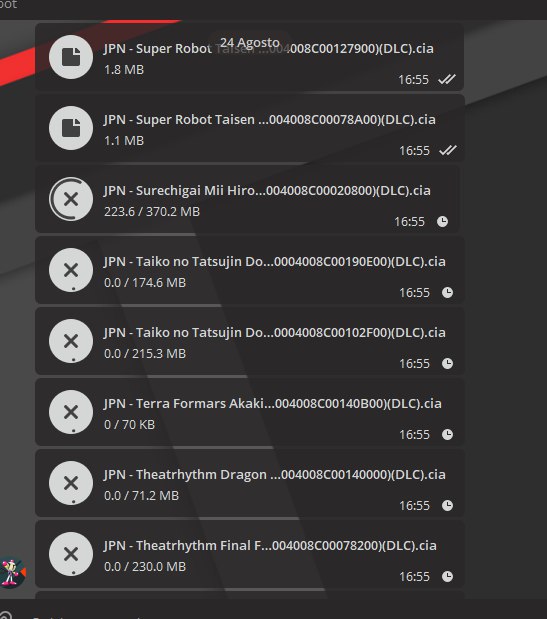 bot
24 Agosto
JPN - Super Robot Taisen ...004008C00127900)(DLC).cia
1.8 MB
16:55
JPN - Super Robot Taisen ...004008C00078A00)(DLC).cia
1.1 MB
16:55
JPN - Surechigai Mii Hiro...004008C00020800)(DLC).cia
223.6 / 370.2 MB
16:55
JPN - Taiko no Tatsujin Do...0004008C00190E00)(DLC).cia
0.0 / 174.6 MB
16:55
JPN - Taiko no Tatsujin Do...0004008C00102F00)(DLC).cia
0.0 / 215.3 MB
16:55
JPN - Terra Formars Akaki...004008C00140B00)(DLC).cia
0 / 70 KB
16:55
JPN - Theatrhythm Dragon ...004008C00140000)(DLC).cia
0.0 / 71.2 MB
16:55
JPN - Theatrhythm Final F...004008C00078200)(DLC).cia
0.0 / 230.0 MB
16:55